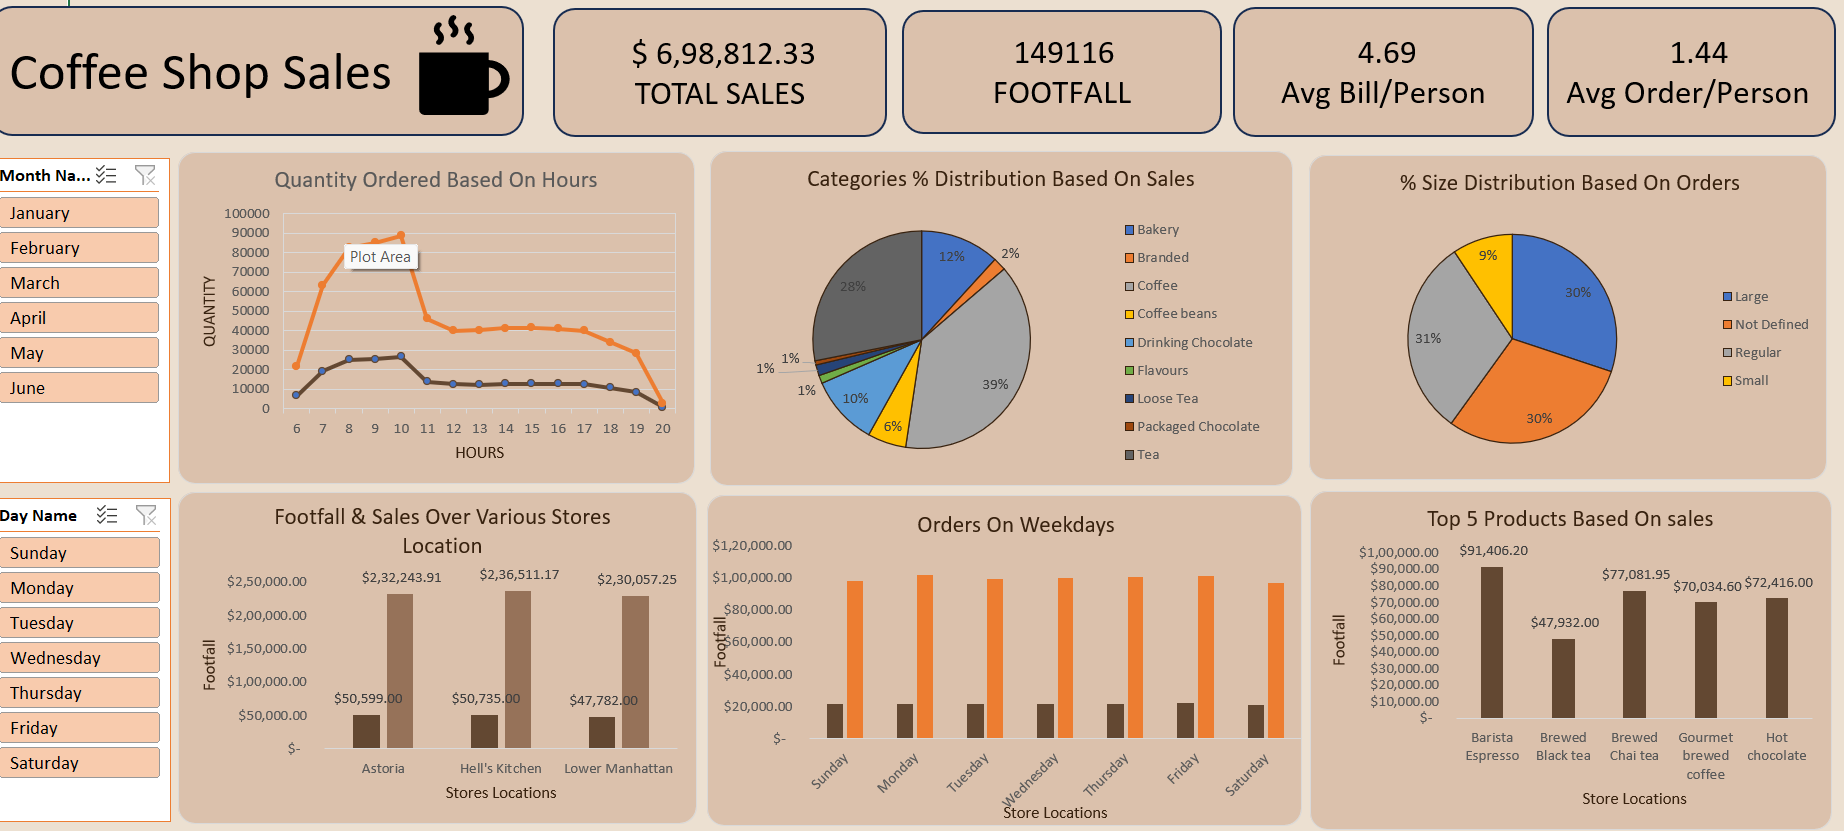 Coffee Shop Sales
$ 6,98,812.33
TOTAL SALES
149116
FOOTFALL
4.69
Avg Bill/Person
1.44
Avg Order/Person
Month Na...
January
February
March
April
May
June
Quantity Ordered Based On Hours
100000
90000
80000
70000
60000
50000
40000
30000
20000
10000
0
QUANTITY
Plot Area
6 7 8 9 10 11 12 13 14 15 16 17 18 19 20
HOURS
Categories % Distribution Based On Sales
12%
2%
39%
6%
10%
1%
1%
1%
28%
Bakery
Branded
Coffee
Coffee beans
Drinking Chocolate
Flavours
Loose Tea
Packaged Chocolate
Tea
% Size Distribution Based On Orders
30%
30%
31%
9%
Large
Not Defined
Regular
Small
Day Name
Sunday
Monday
Tuesday
Wednesday
Thursday
Friday
Saturday
Footfall & Sales Over Various Stores
Location
$2,50,000.00
$2,00,000.00
$1,50,000.00
$1,00,000.00
$50,000.00
$-
Footfall
$2,32,243.91
$2,36,511.17
$2,30,057.25
$50,599.00
$50,735.00
$47,782.00
Astoria
Hell's Kitchen
Lower Manhattan
Stores Locations
Orders On Weekdays
$1,20,000.00
$1,00,000.00
$80,000.00
$60,000.00
$40,000.00
$20,000.00
$-
Footfall
Sunday
Monday
Tuesday
Wednesday
Thursday
Friday
Saturday
Store Locations
Top 5 Products Based On sales
$1,00,000.00
$90,000.00
$80,000.00
$70,000.00
$60,000.00
$50,000.00
$40,000.00
$30,000.00
$20,000.00
$10,000.00
$-
Footfall
$91,406.20
$47,932.00
$77,081.95
$70,034.60
$72,416.00
Barista
Espresso
Brewed
Black tea
Brewed
Chai tea
Gourmet
brewed
coffee
Hot
chocolate
Store Locations